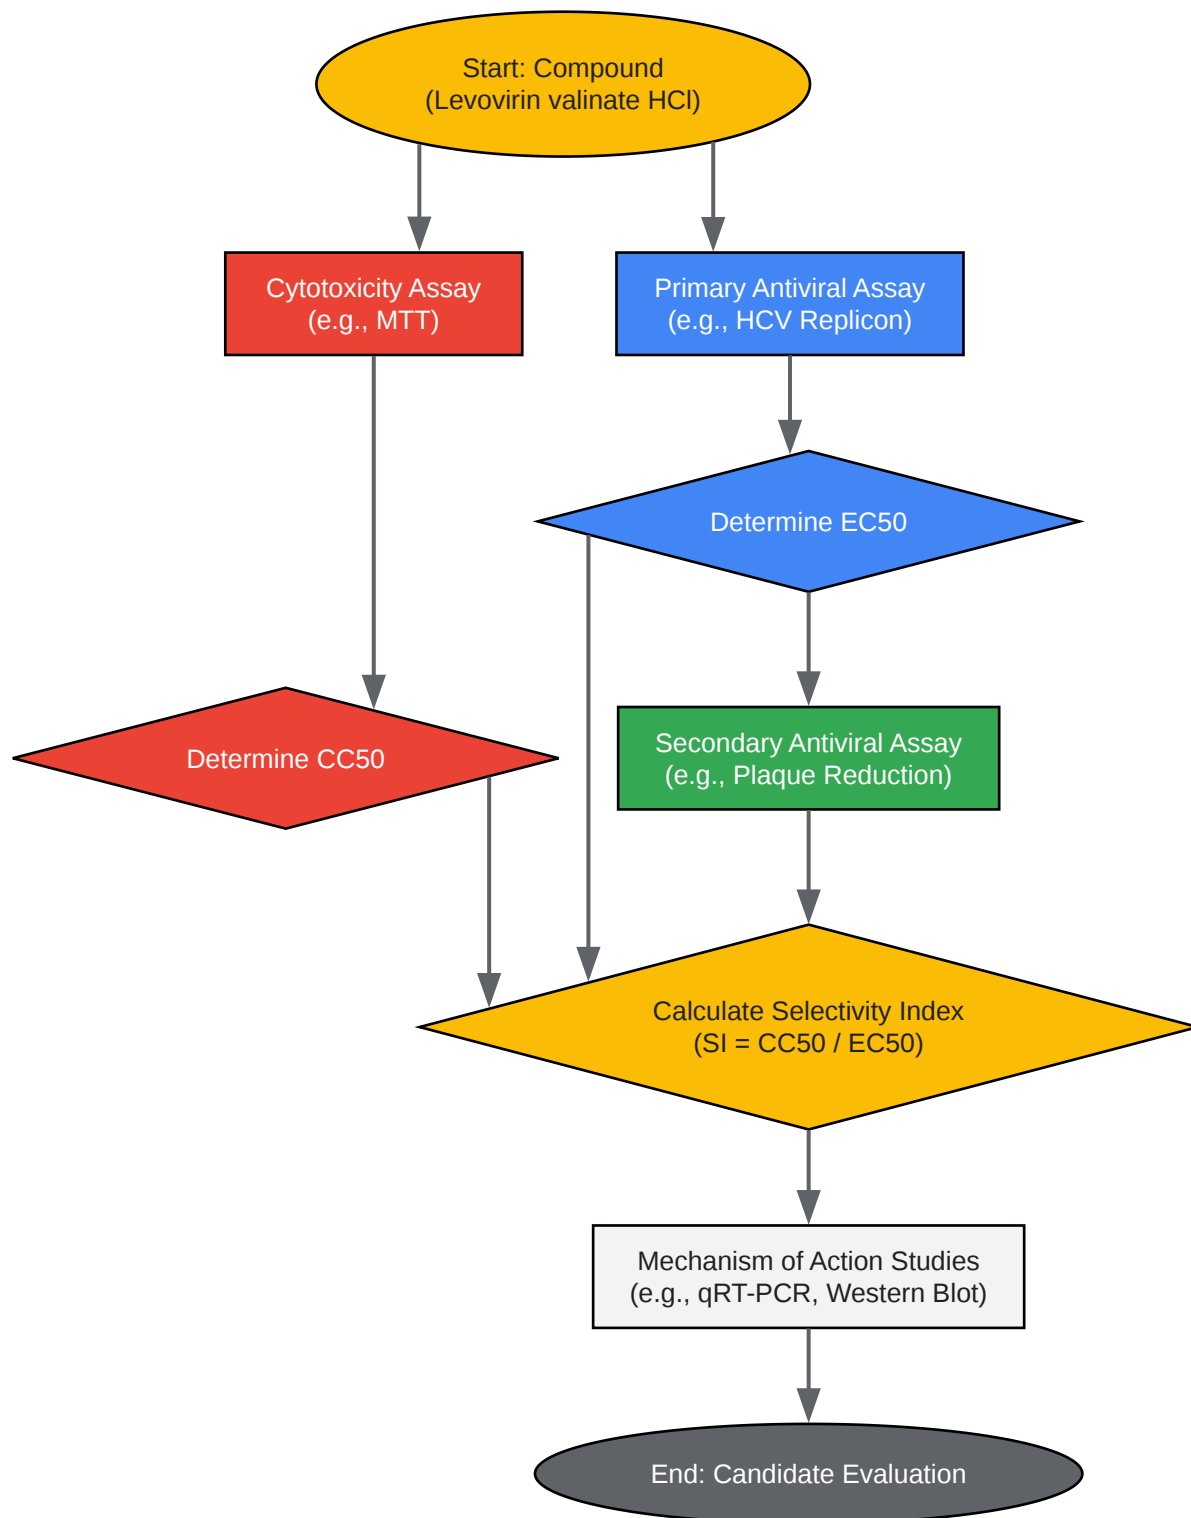 Start: Compound
(Levovirin valinate HCl)
Cytotoxicity Assay
(e.g., MTT)
Primary Antiviral Assay
(e.g., HCV Replicon)
Determine EC50
Determine CC50
Secondary Antiviral Assay
(e.g., Plaque Reduction)
Calculate Selectivity Index
(SI = CC50 / EC50)
Mechanism of Action Studies
(e.g., qRT-PCR, Western Blot)
End: Candidate Evaluation